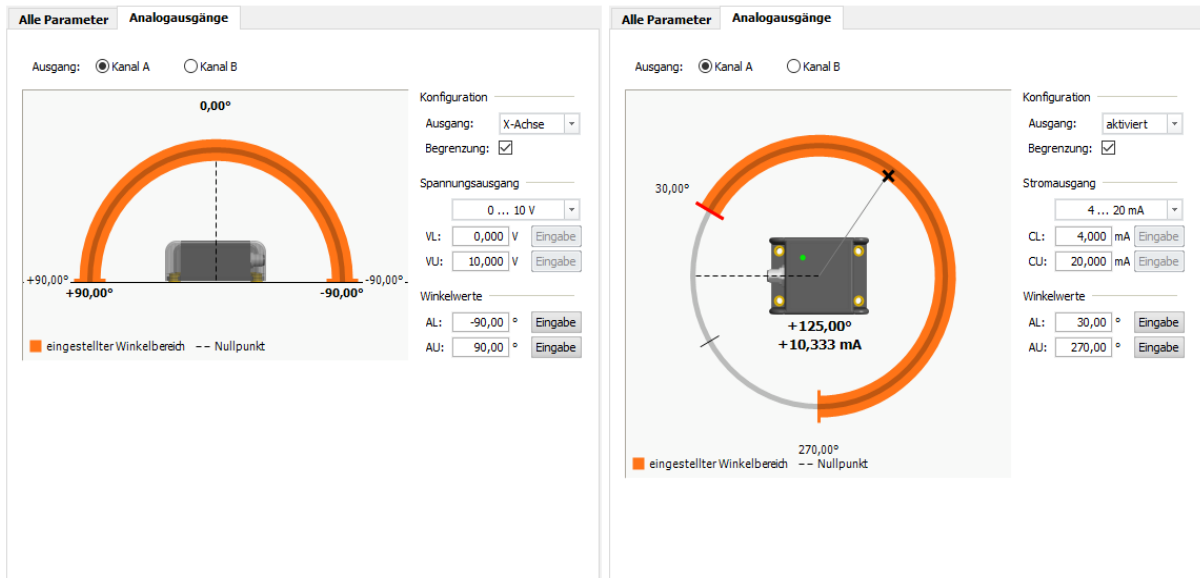 Alle Parameter Analogausgänge
Ausgang: Kanal A Kanal B
0,00°
+90,00° -90,00°
+90,00° -90,00°
eingestellter Winkelbereich -- Nullpunkt
Konfiguration
Ausgang: X-Achse
Begrenzung:
Spannungsausgang
0 ... 10 V
VL: 0,000 V Eingabe
VU: 10,000 V Eingabe
Winkelwerte
AL: -90,00 ° Eingabe
AU: 90,00 ° Eingabe
Alle Parameter Analogausgänge
Ausgang: Kanal A Kanal B
30,00°
+125,00°
+10,333 mA
270,00°
eingestellter Winkelbereich -- Nullpunkt
Konfiguration
Ausgang: aktiviert
Begrenzung:
Stromausgang
4 ... 20 mA
CL: 4,000 mA Eingabe
CU: 20,000 mA Eingabe
Winkelwerte
AL: 30,00 ° Eingabe
AU: 270,00 ° Eingabe